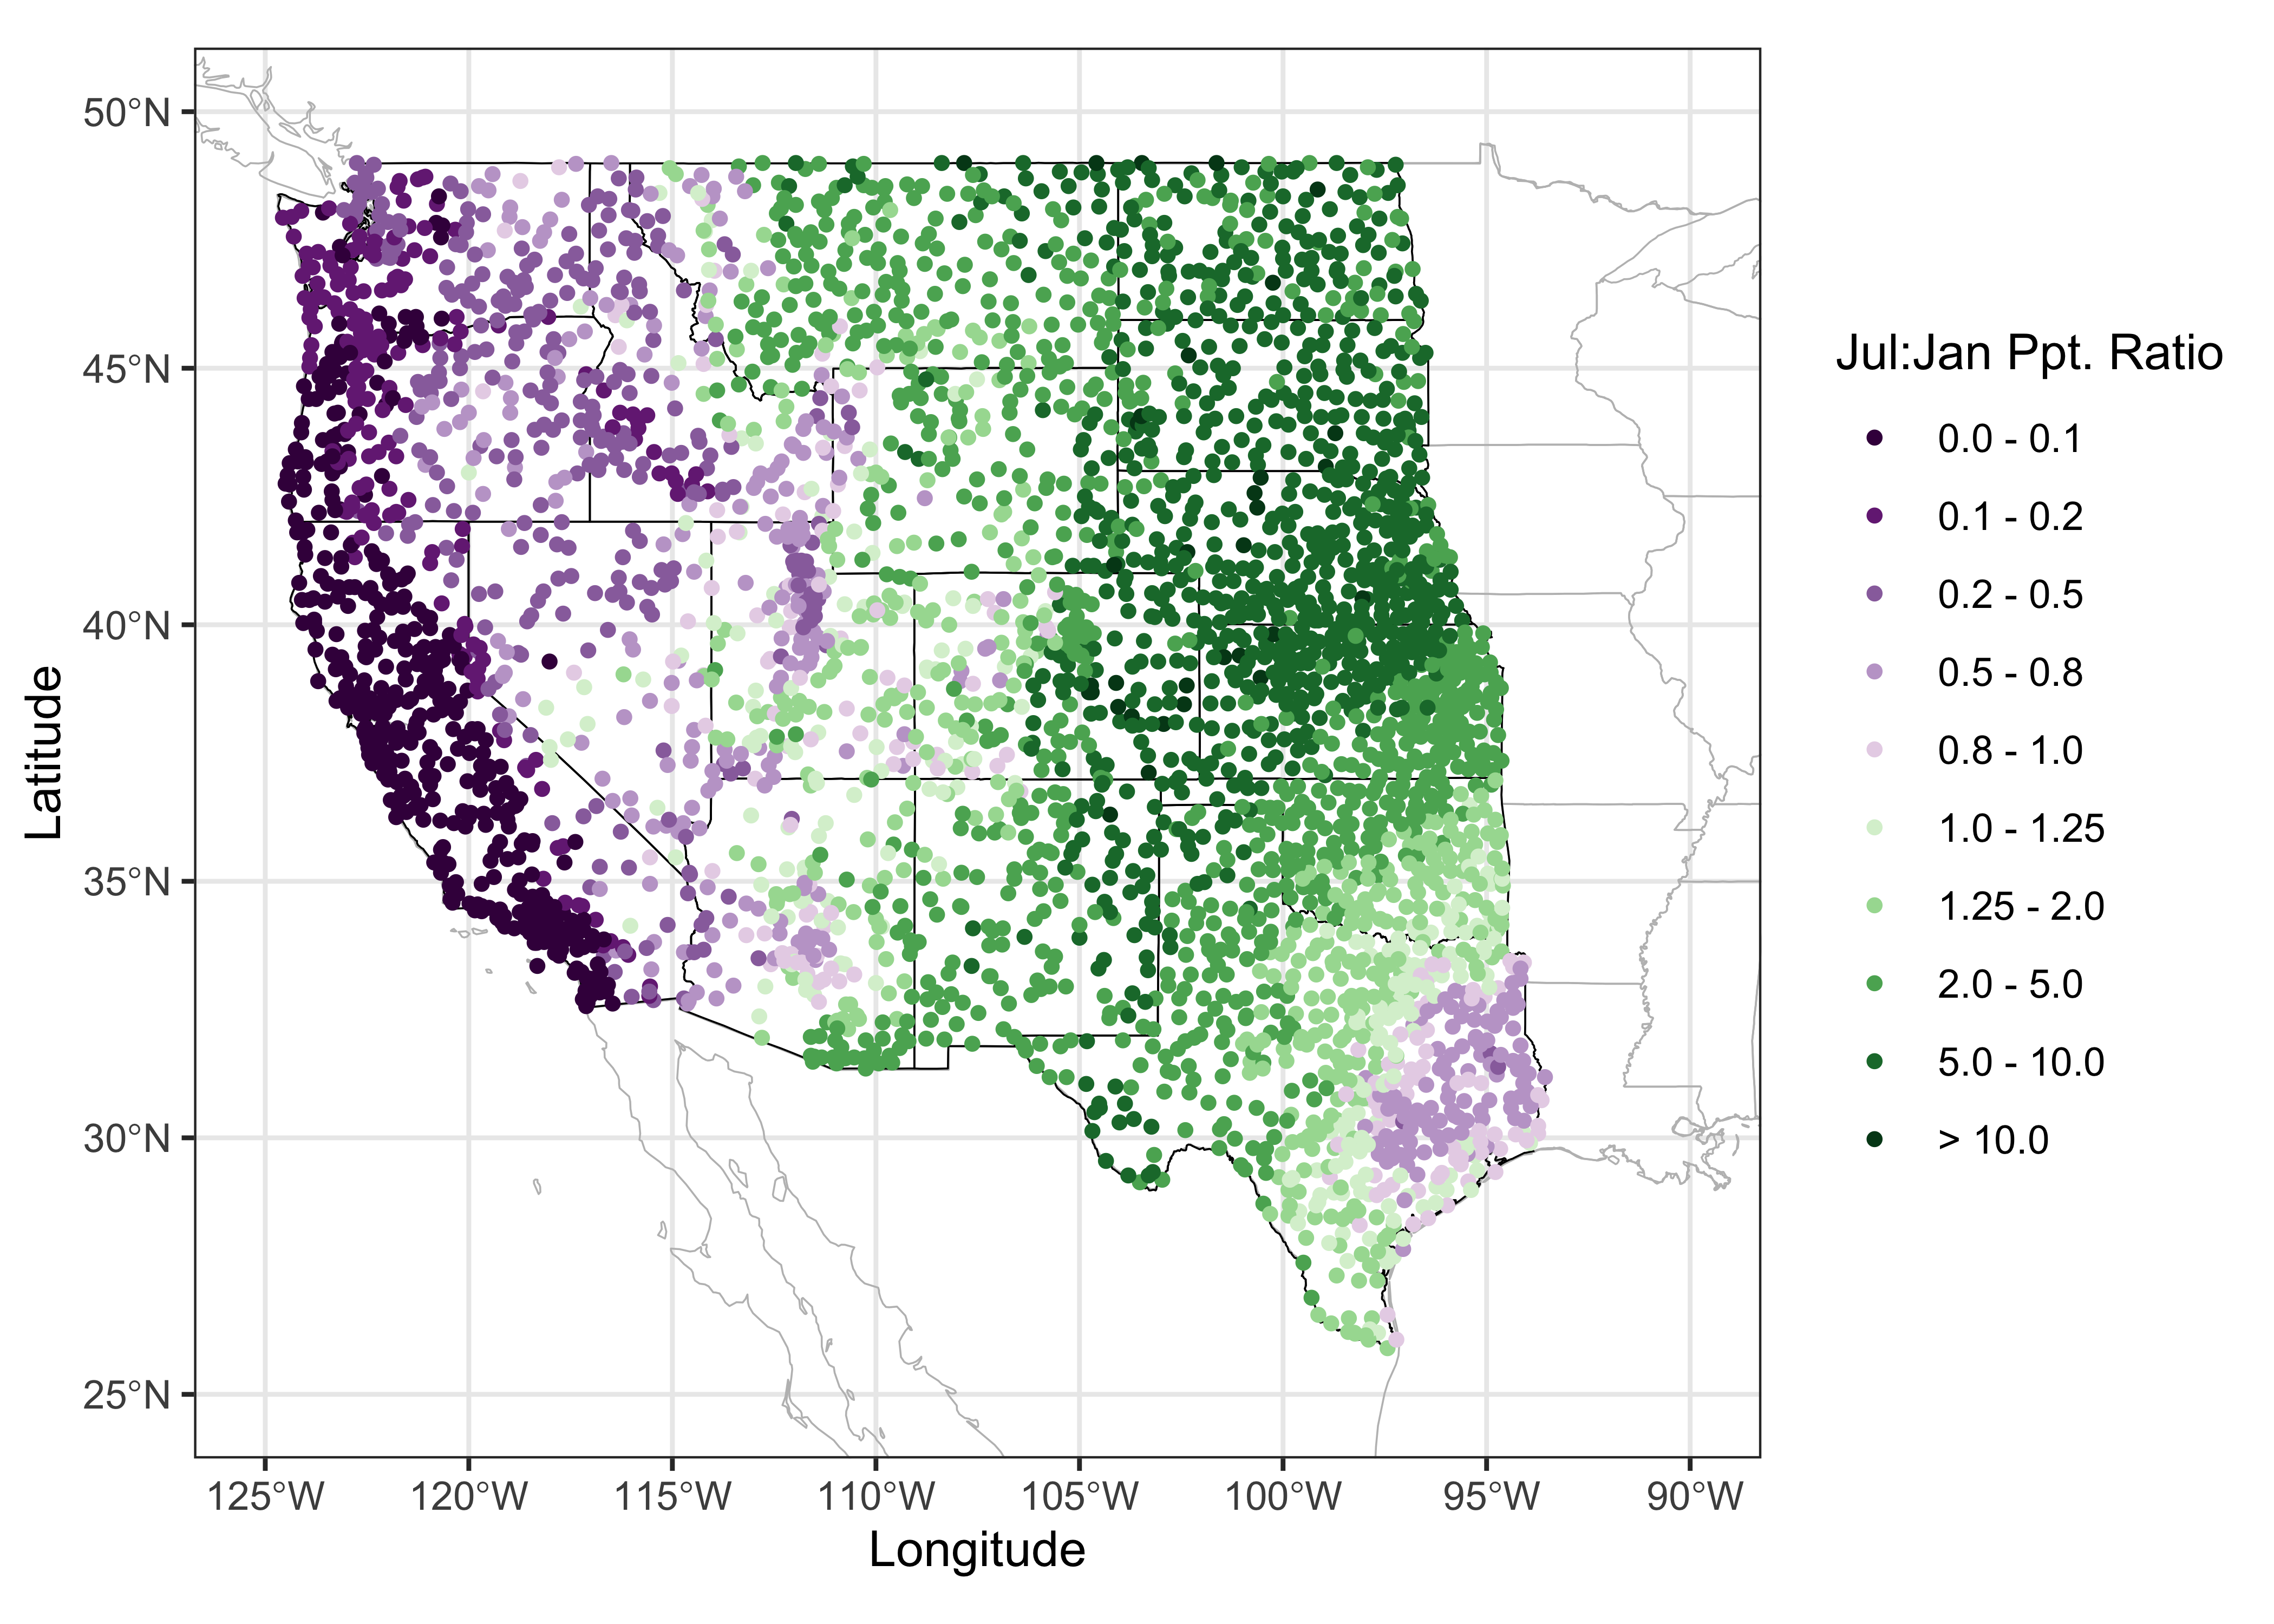 50°N
45°N
40°N
35°N
30°N
25°N
Latitude
125°W 120°W 115°W 110°W 105°W 100°W 95°W 90°W
Longitude
Jul:Jan Ppt. Ratio
0.0 - 0.1
0.1 - 0.2
0.2 - 0.5
0.5 - 0.8
0.8 - 1.0
1.0 - 1.25
1.25 - 2.0
2.0 - 5.0
5.0 - 10.0
> 10.0